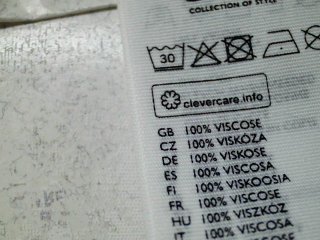 COLLECTION OF STYLE
30
clevercare.info
GB 100% VISCOSE
CZ 100% VISKÓZA
DE 100% VISKOSE
ES 100% VISCOSA
FI 100% VISKOOSIA
FR 100% VISCOSE
HU 100% VISZKÓZ
IT 100% VISCOSA